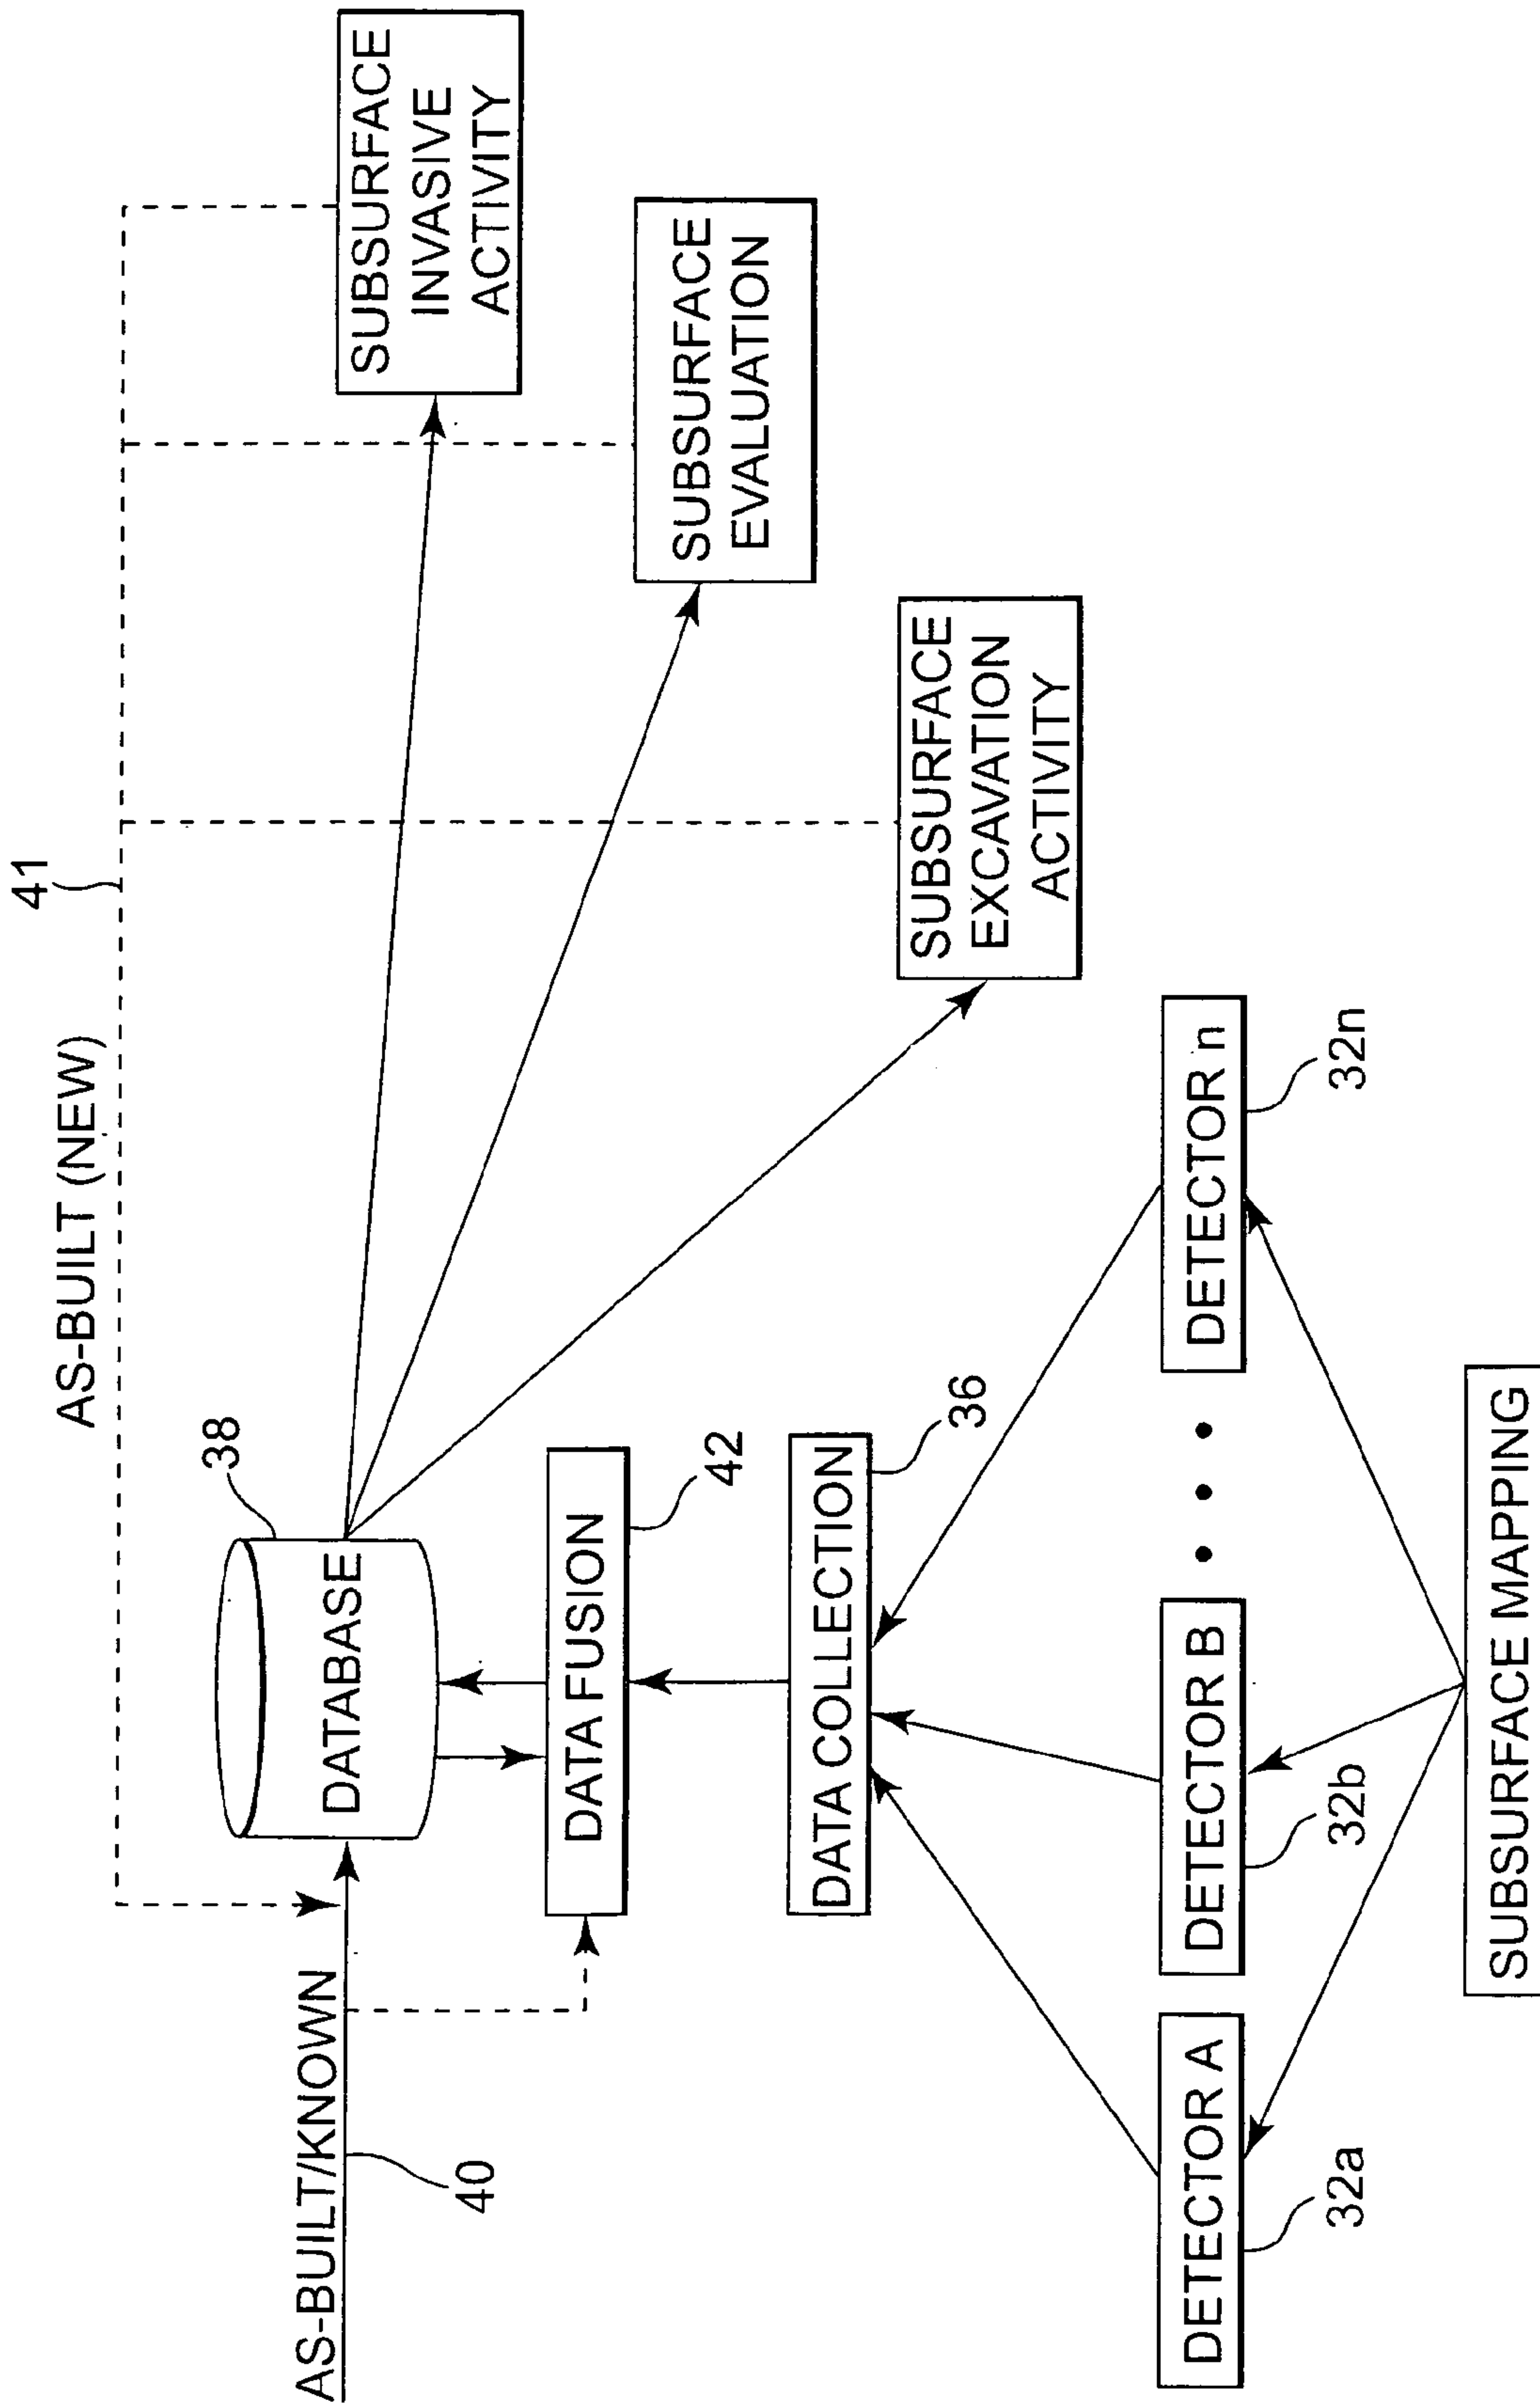 41
AS-BUILT (NEW)
38
AS-BUILT/KNOWN
40
DATABASE
SUBSURFACE
INVASIVE
ACTIVITY
DATA FUSION
42
SUBSURFACE
EVALUATION
DATA COLLECTION
36
SUBSURFACE
EXCAVATION
ACTIVITY
DETECTOR A
DETECTOR B
DETECTOR n
32a
32b
32n
SUBSURFACE MAPPING